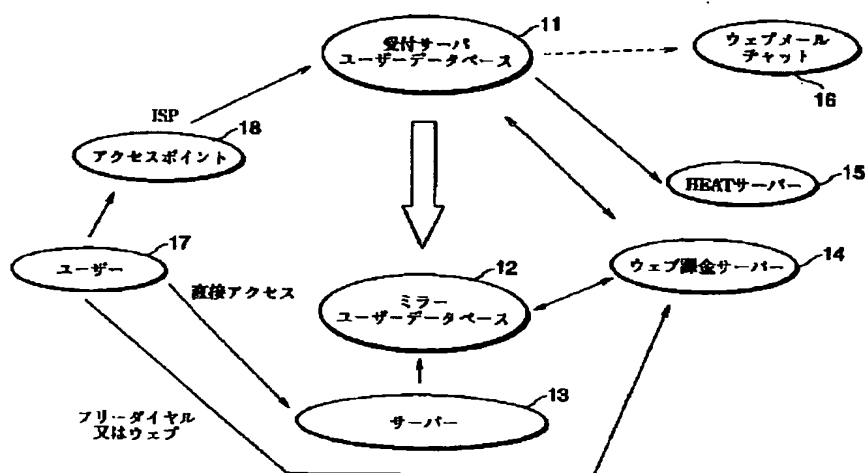 11
受付サーバ
ユーザーデータベース
ウェブメール
チャット
16
ISP
18
アクセスポイント
15
HEATサーバー
17
ユーザー
直接アクセス
12
ミラー
ユーザーデータベース
14
ウェブ課金サーバー
13
サーバー
フリーダイヤル
又はウェブ